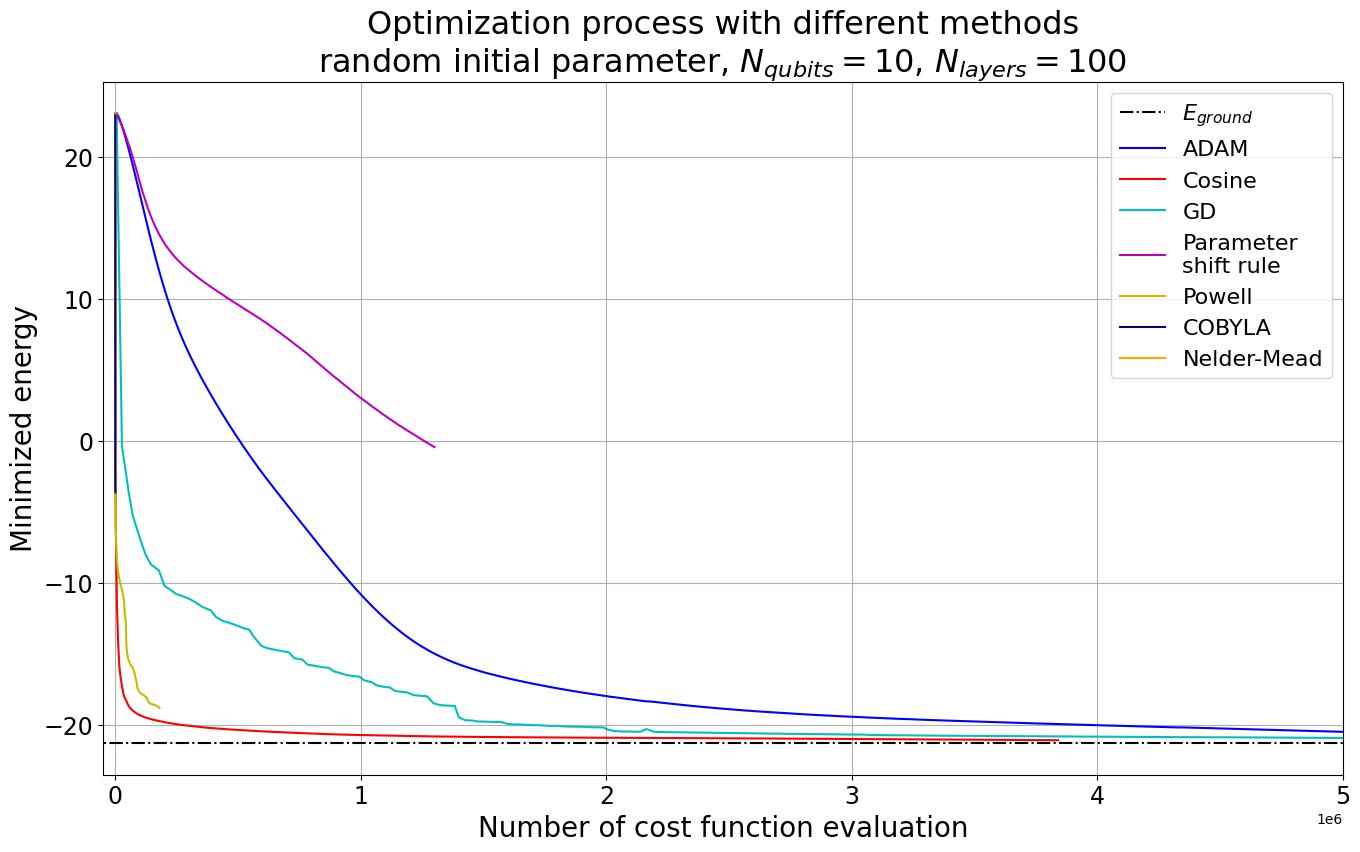 Optimization process with different methods
random initial parameter, N_qubits = 10, N_layers = 100
Minimized energy
20
10
0
−10
−20
E_ground
ADAM
Cosine
GD
Parameter
shift rule
Powell
COBYLA
Nelder-Mead
0 1 2 3 4 5
1e6
Number of cost function evaluation